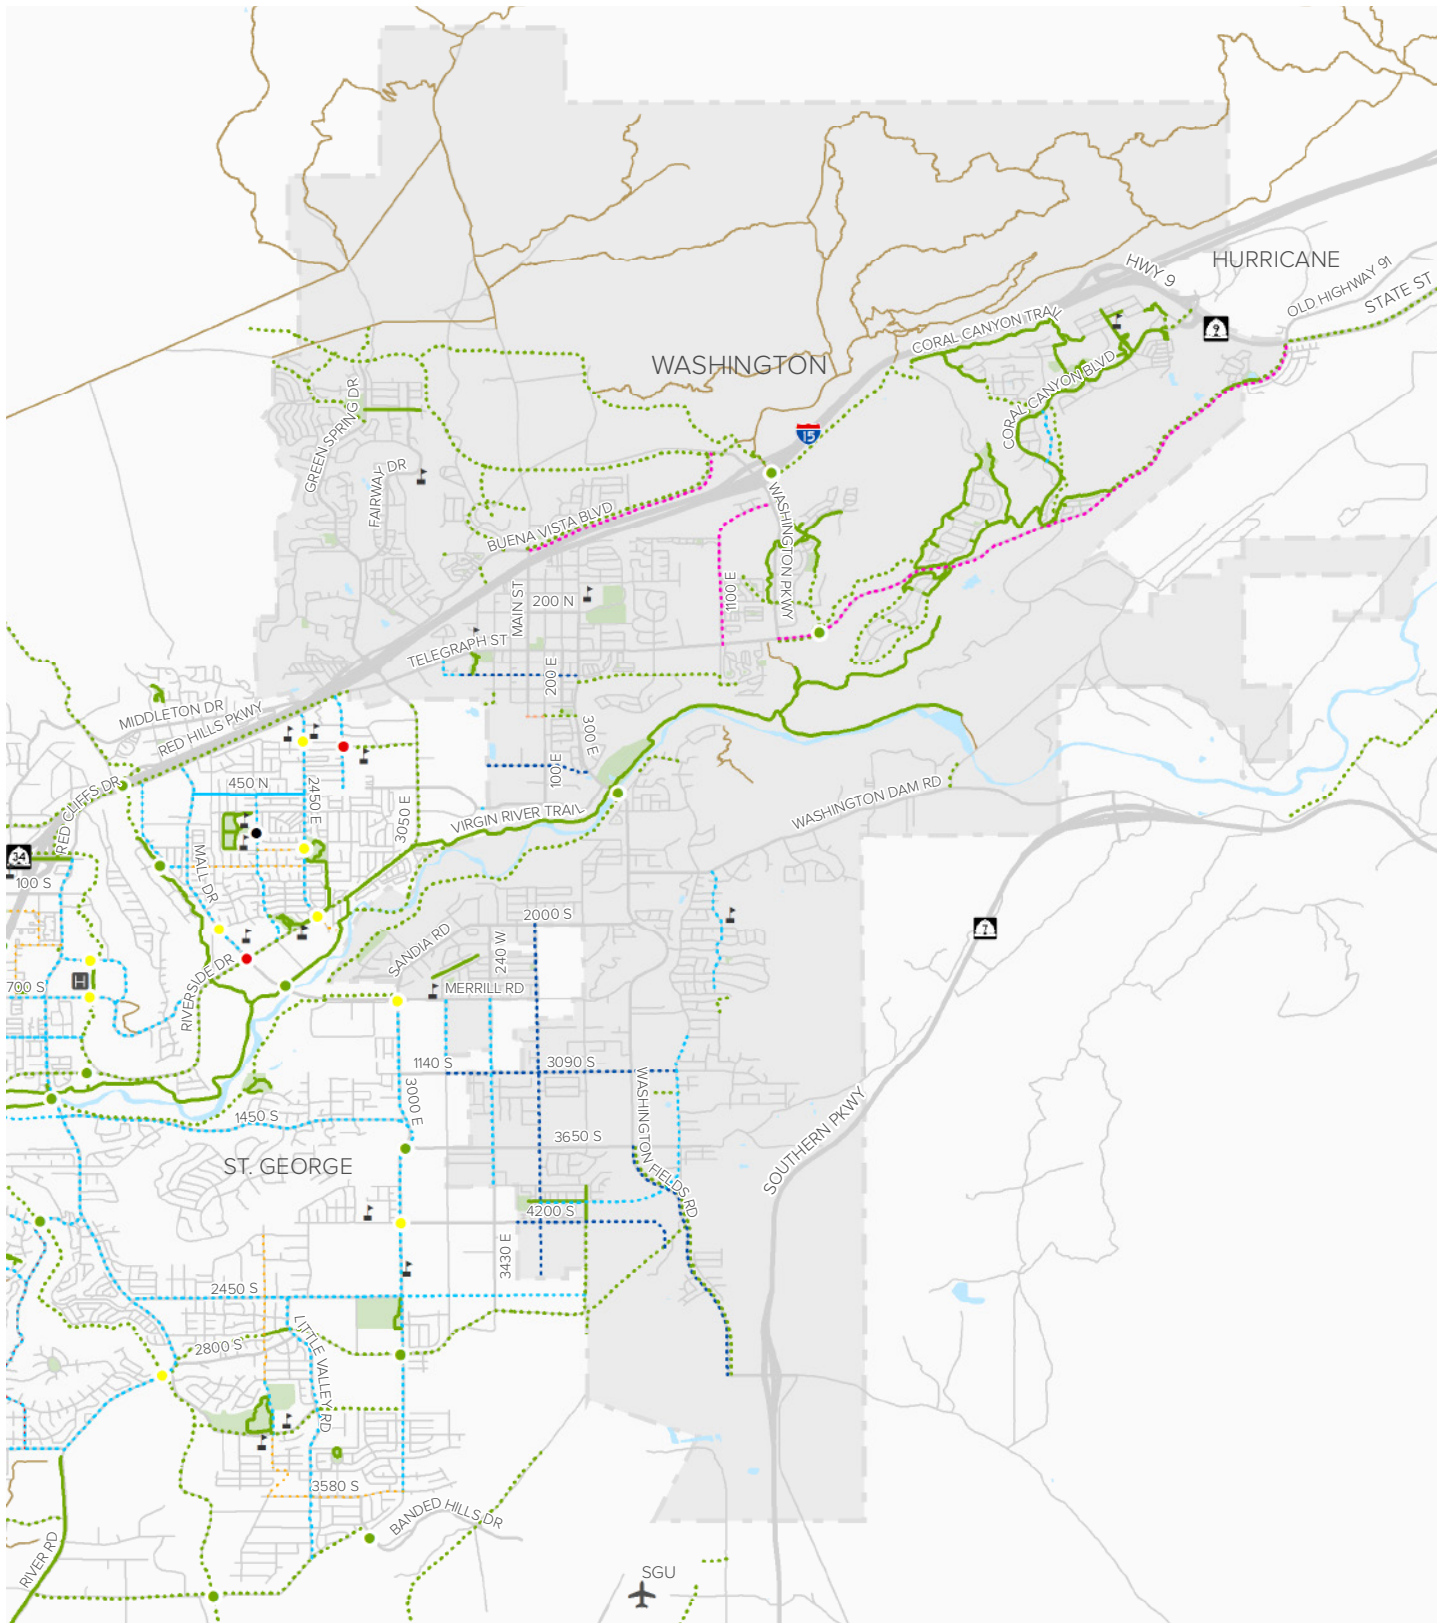 HWY 9
HURRICANE
OLD HIGHWAY 91
STATE ST
9
CORAL CANYON TRAIL
WASHINGTON
CORAL CANYON BLVD
GREEN SPRING DR
15
FAIRWAY DR
WASHINGTON PKWY
BUENA VISTA BLVD
1100 E
MAIN ST
200 N
TELEGRAPH ST
200 E
MIDDLETON DR
RED HILLS PKWY
300 E
100 E
450 N
2450 E
RED CLIFFS DR
3050 E
VIRGIN RIVER TRAIL
WASHINGTON DAM RD
34
100 S
MALL DR
2000 S
7
SANDIA RD
240 W
H
700 S
RIVERSIDE DR
MERRILL RD
1140 S
3090 S
3000 E
WASHINGTON FIELDS RD
1450 S
3650 S
ST. GEORGE
SOUTHERN PKWY
4200 S
3430 E
2450 S
2800 S
LITTLE VALLEY RD
3580 S
BANDED HILLS DR
RIVER RD
SGU